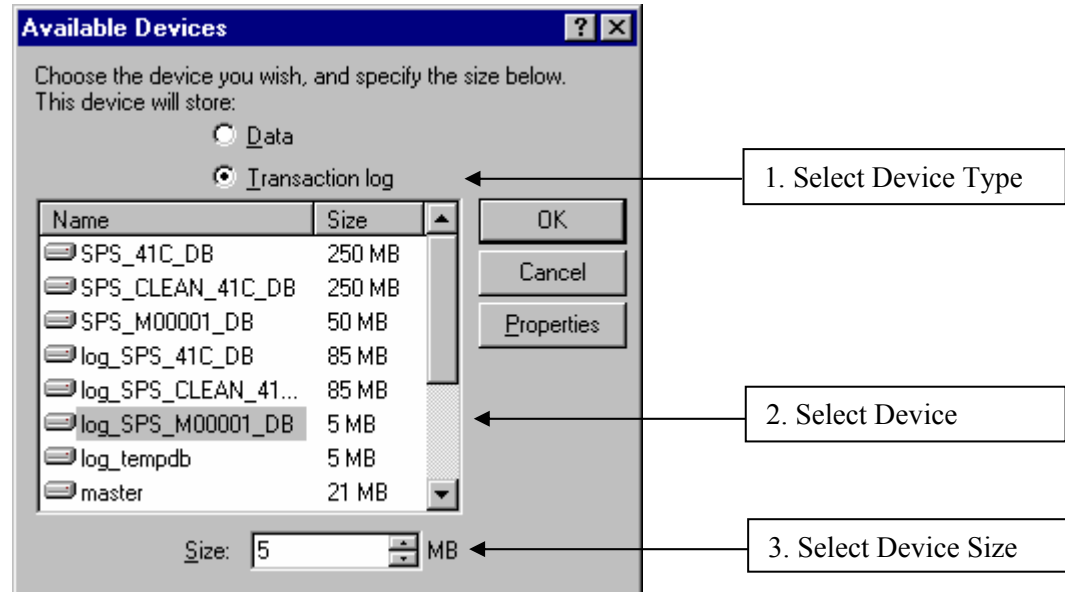 Available Devices
Choose the device you wish, and specify the size below.
This device will store:
Data
Transaction log
1. Select Device Type
Name Size
OK
SPS_41C_DB 250 MB
Cancel
SPS_CLEAN_41C_DB 250 MB
SPS_M00001_DB 50 MB
Properties
log_SPS_41C_DB 85 MB
log_SPS_CLEAN_41... 85 MB
log_SPS_M00001_DB 5 MB
2. Select Device
log_tempdb 5 MB
master 21 MB
Size: 5 MB
3. Select Device Size